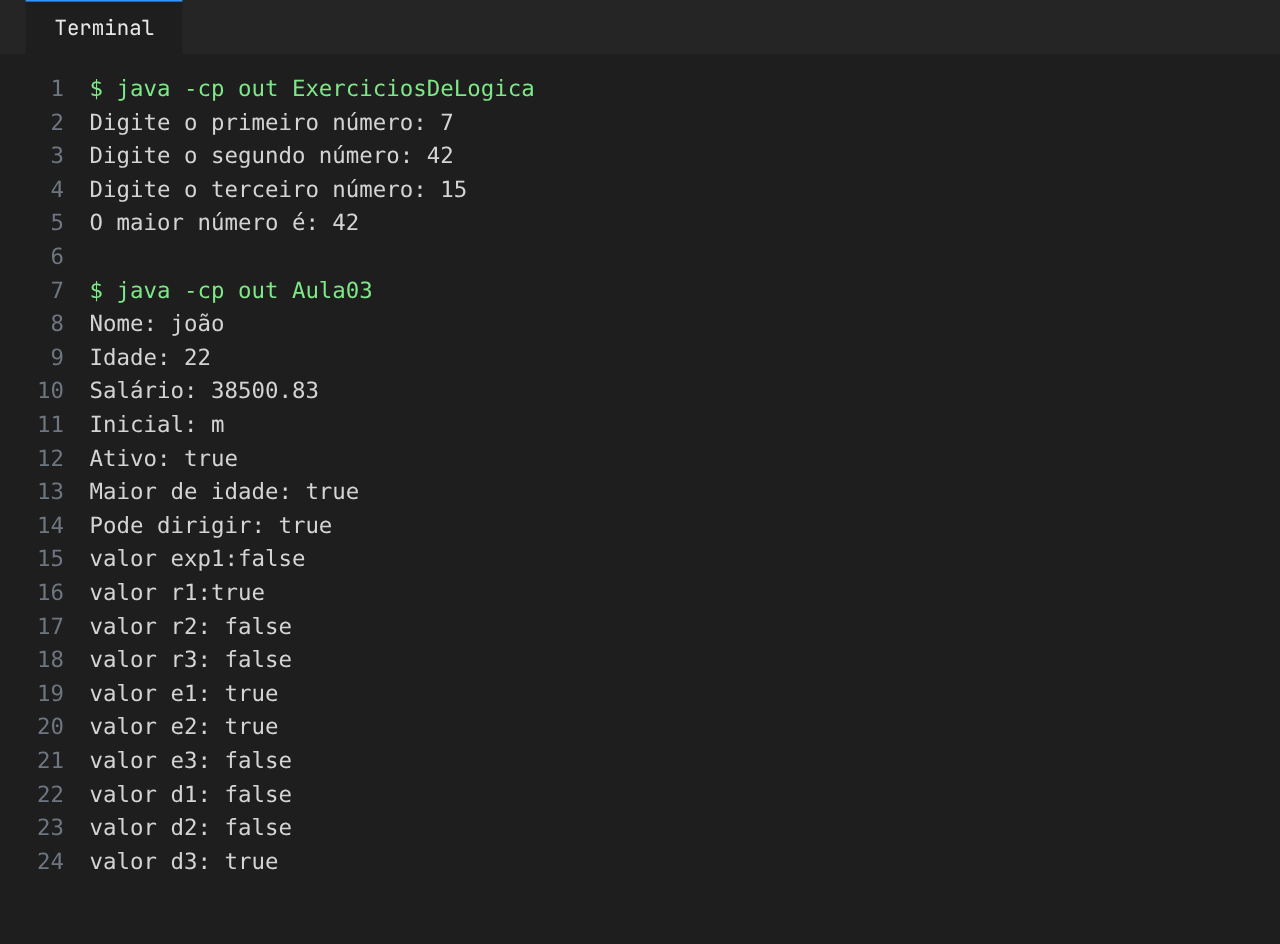 Terminal
1 $ java -cp out ExerciciosDeLogica
2 Digite o primeiro número: 7
3 Digite o segundo número: 42
4 Digite o terceiro número: 15
5 O maior número é: 42
6
7 $ java -cp out Aula03
8 Nome: joão
9 Idade: 22
10 Salário: 38500.83
11 Inicial: m
12 Ativo: true
13 Maior de idade: true
14 Pode dirigir: true
15 valor exp1:false
16 valor r1:true
17 valor r2: false
18 valor r3: false
19 valor e1: true
20 valor e2: true
21 valor e3: false
22 valor d1: false
23 valor d2: false
24 valor d3: true